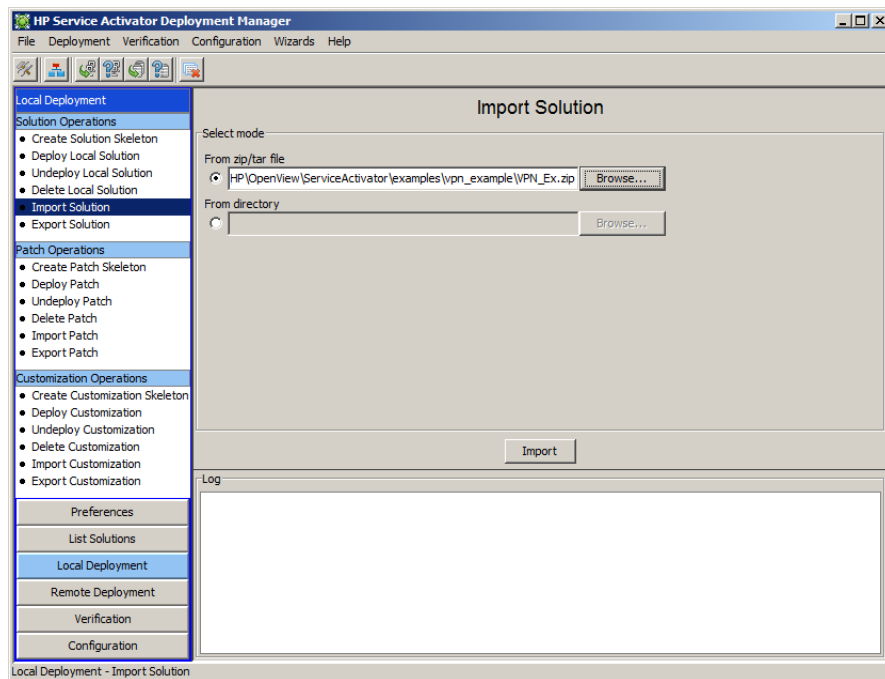 HP Service Activator Deployment Manager
File Deployment Verification Configuration Wizards Help
Local Deployment
Solution Operations
Create Solution Skeleton
Deploy Local Solution
Undeploy Local Solution
Delete Local Solution
Import Solution
Export Solution
Patch Operations
Create Patch Skeleton
Deploy Patch
Undeploy Patch
Delete Patch
Import Patch
Export Patch
Customization Operations
Create Customization Skeleton
Deploy Customization
Undeploy Customization
Delete Customization
Import Customization
Export Customization
Preferences
List Solutions
Local Deployment
Remote Deployment
Verification
Configuration
Import Solution
Select mode
From zip/tar file
HP\OpenView\ServiceActivator\examples\vpn_example\VPN_Ex.zip Browse...
From directory
Browse...
Import
Log
Local Deployment - Import Solution